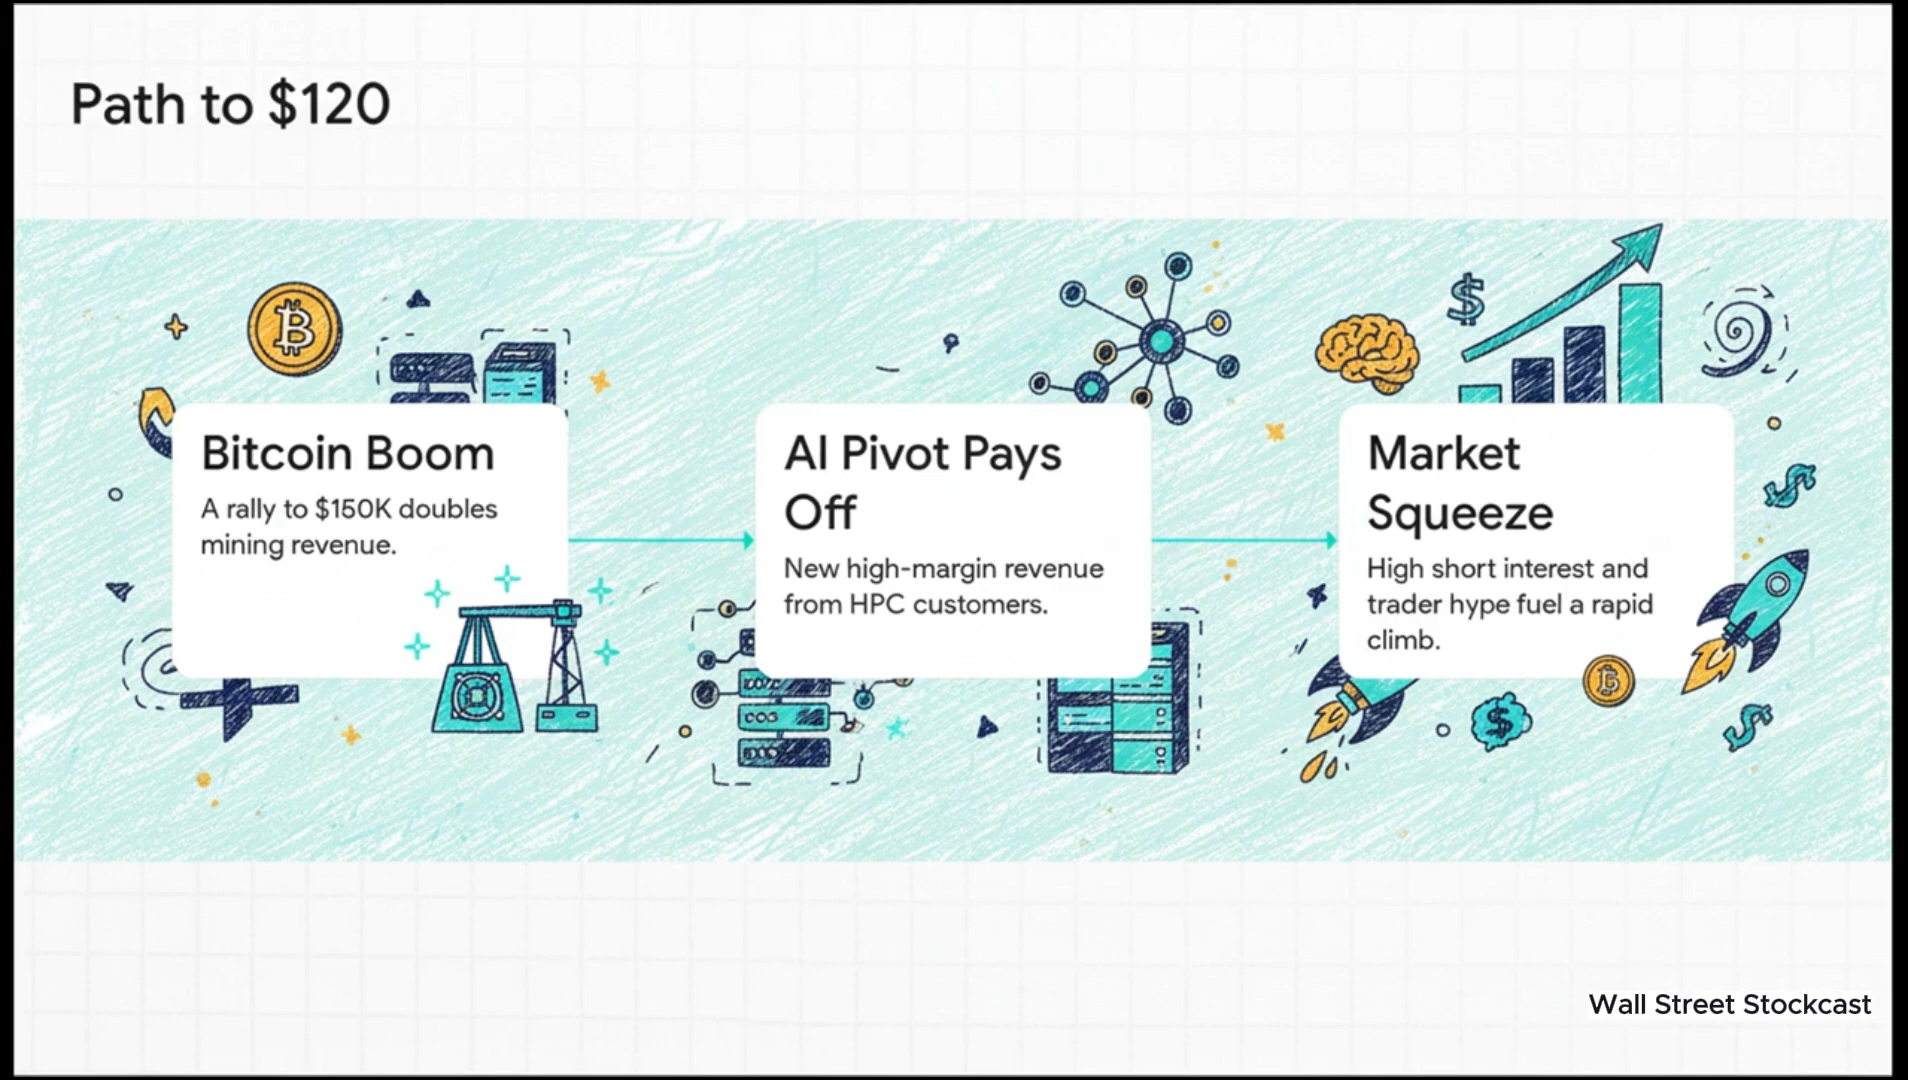 Path to $120
Bitcoin Boom
A rally to $150K doubles
mining revenue.
AI Pivot Pays
Off
New high-margin revenue
from HPC customers.
Market
Squeeze
High short interest and
trader hype fuel a rapid
climb.
Wall Street Stockcast